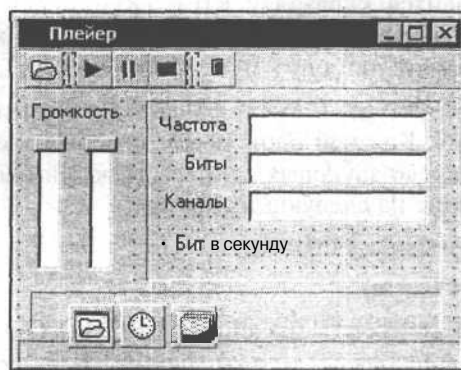 Плейер
Громкость
Частота
Биты
Каналы
Бит в секунду